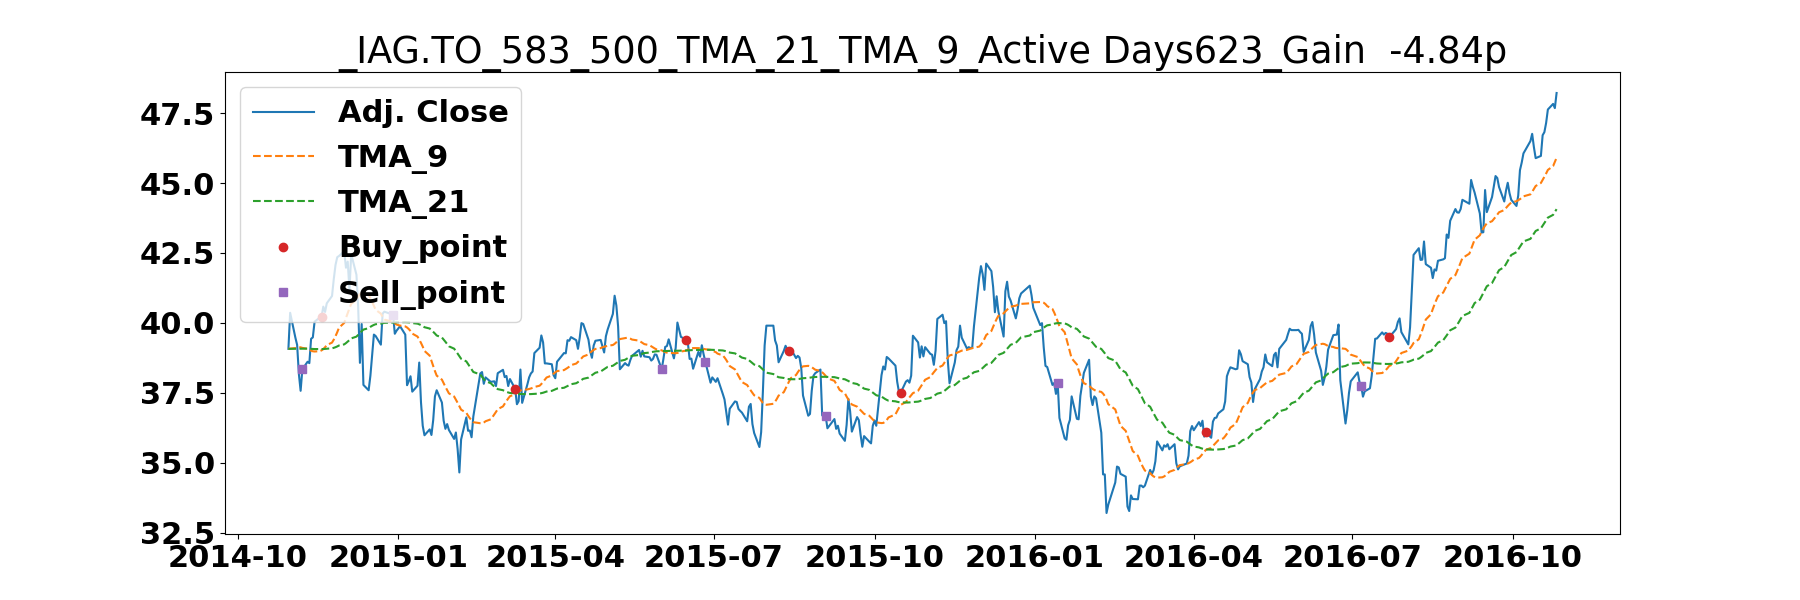 _IAG.TO_583_500_TMA_21_TMA_9_Active Days623_Gain  -4.84p
Adj. Close
TMA_9
TMA_21
Buy_point
Sell_point
47.5
45.0
42.5
40.0
37.5
35.0
32.5
2014-10 2015-01 2015-04 2015-07 2015-10 2016-01 2016-04 2016-07 2016-10